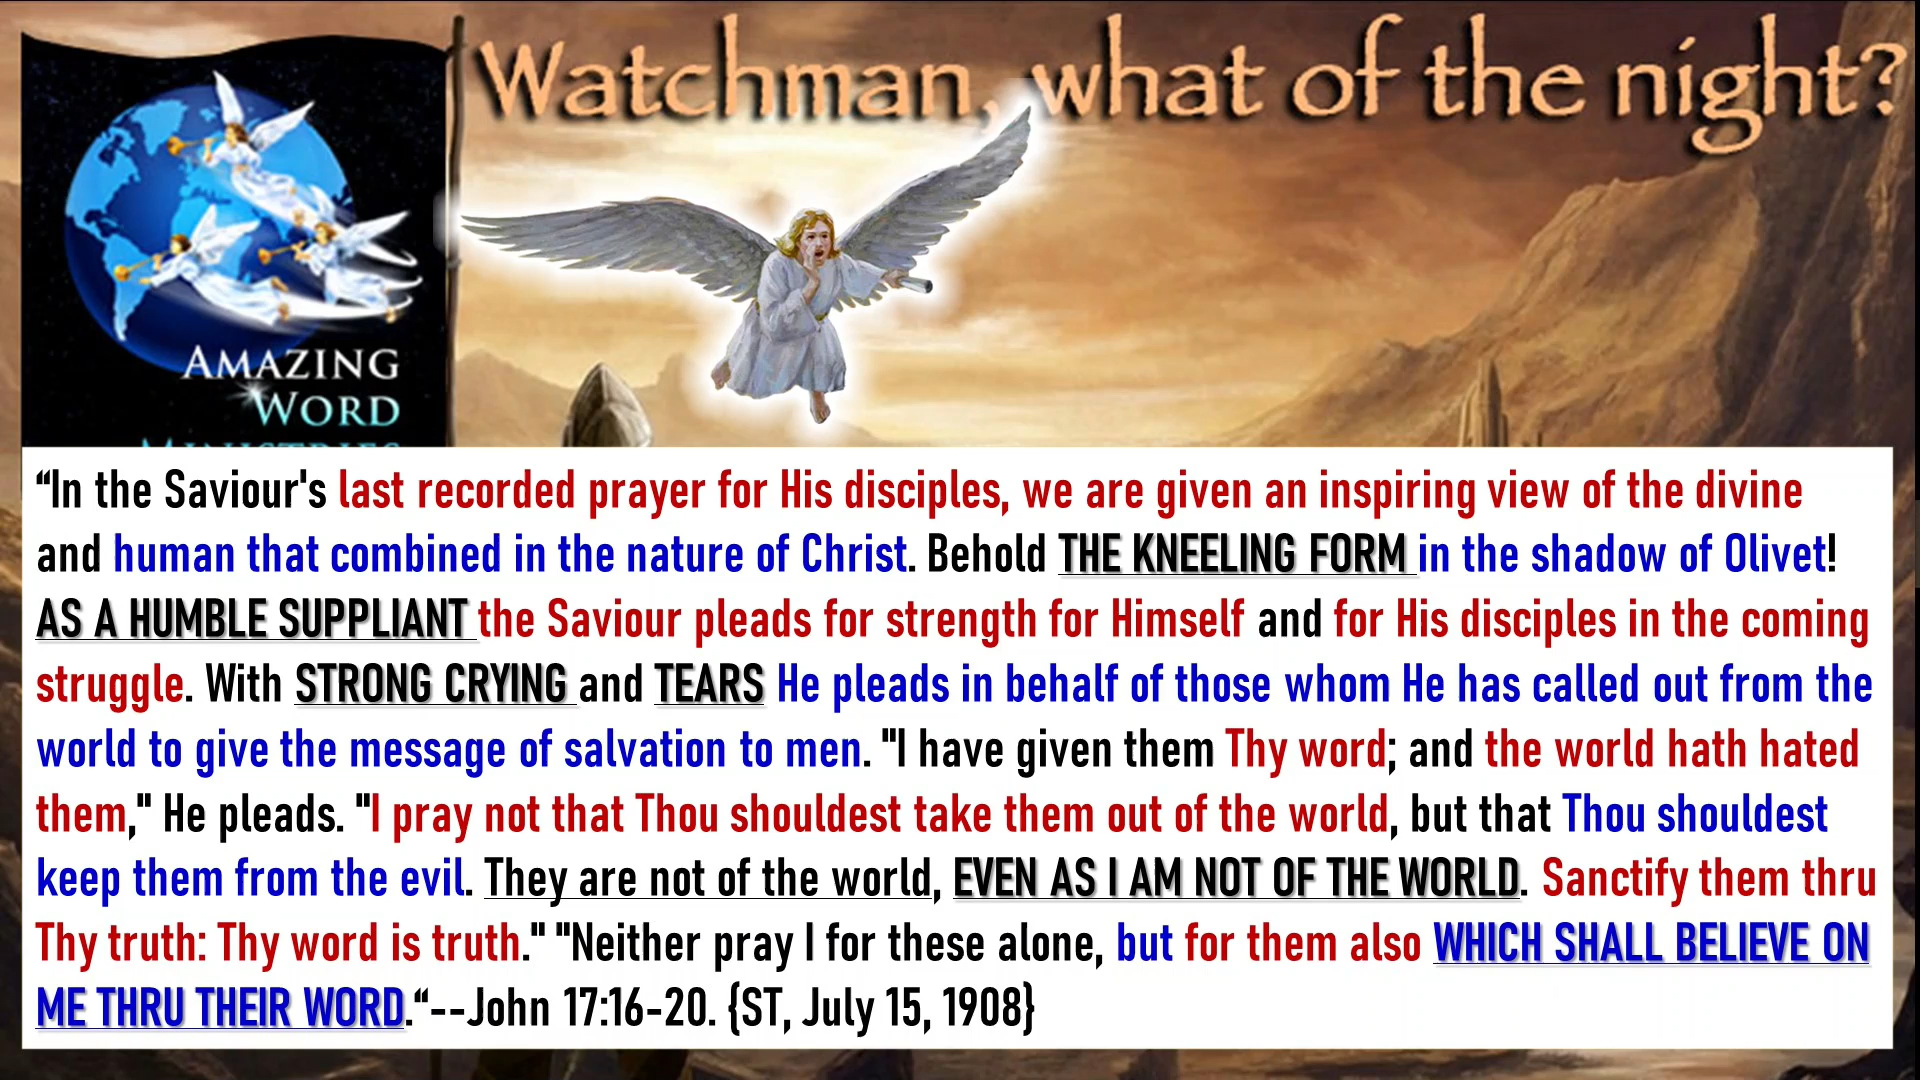 Watchman, what of the night?
AMAZING
WORD
MINISTRIES
“In the Saviour's last recorded prayer for His disciples, we are given an inspiring view of the divine
and human that combined in the nature of Christ. Behold THE KNEELING FORM in the shadow of Olivet!
AS A HUMBLE SUPPLIANT the Saviour pleads for strength for Himself and for His disciples in the coming
struggle. With STRONG CRYING and TEARS He pleads in behalf of those whom He has called out from the
world to give the message of salvation to men. "I have given them Thy word; and the world hath hated
them," He pleads. "I pray not that Thou shouldest take them out of the world, but that Thou shouldest
keep them from the evil. They are not of the world, EVEN AS I AM NOT OF THE WORLD. Sanctify them thru
Thy truth: Thy word is truth." "Neither pray I for these alone, but for them also WHICH SHALL BELIEVE ON
ME THRU THEIR WORD.“--John 17:16-20. {ST, July 15, 1908}